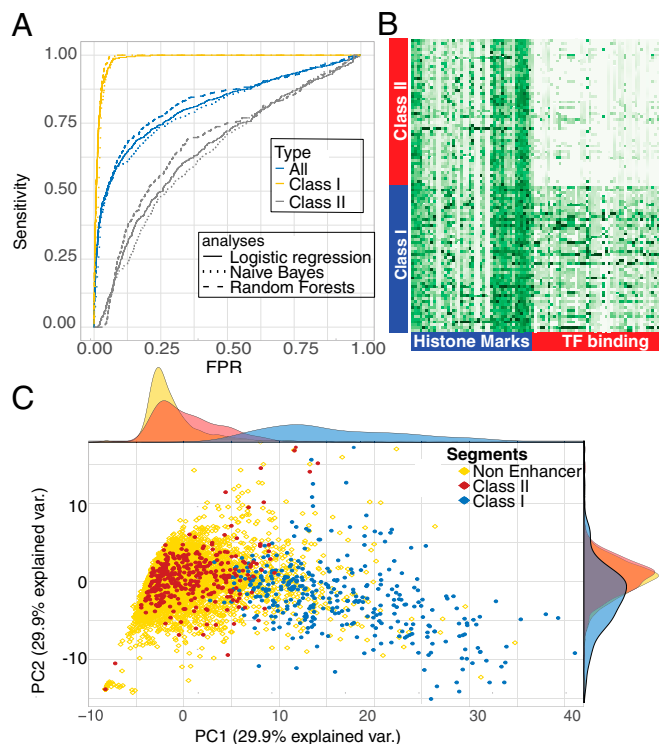 A
1.00
0.75
0.50
0.25
0.00
Sensitivity
Type
All
Class I
Class II
analyses
Logistic regression
Naïve Bayes
Random Forests
0.00
0.25
0.50
0.75
1.00
FPR
B
Class II
Class I
Histone Marks
TF binding
C
Segments
Non Enhancer
Class II
Class I
10
0
-10
PC2 (29.9% explained var.)
−10
0
10
20
30
40
PC1 (29.9% explained var.)